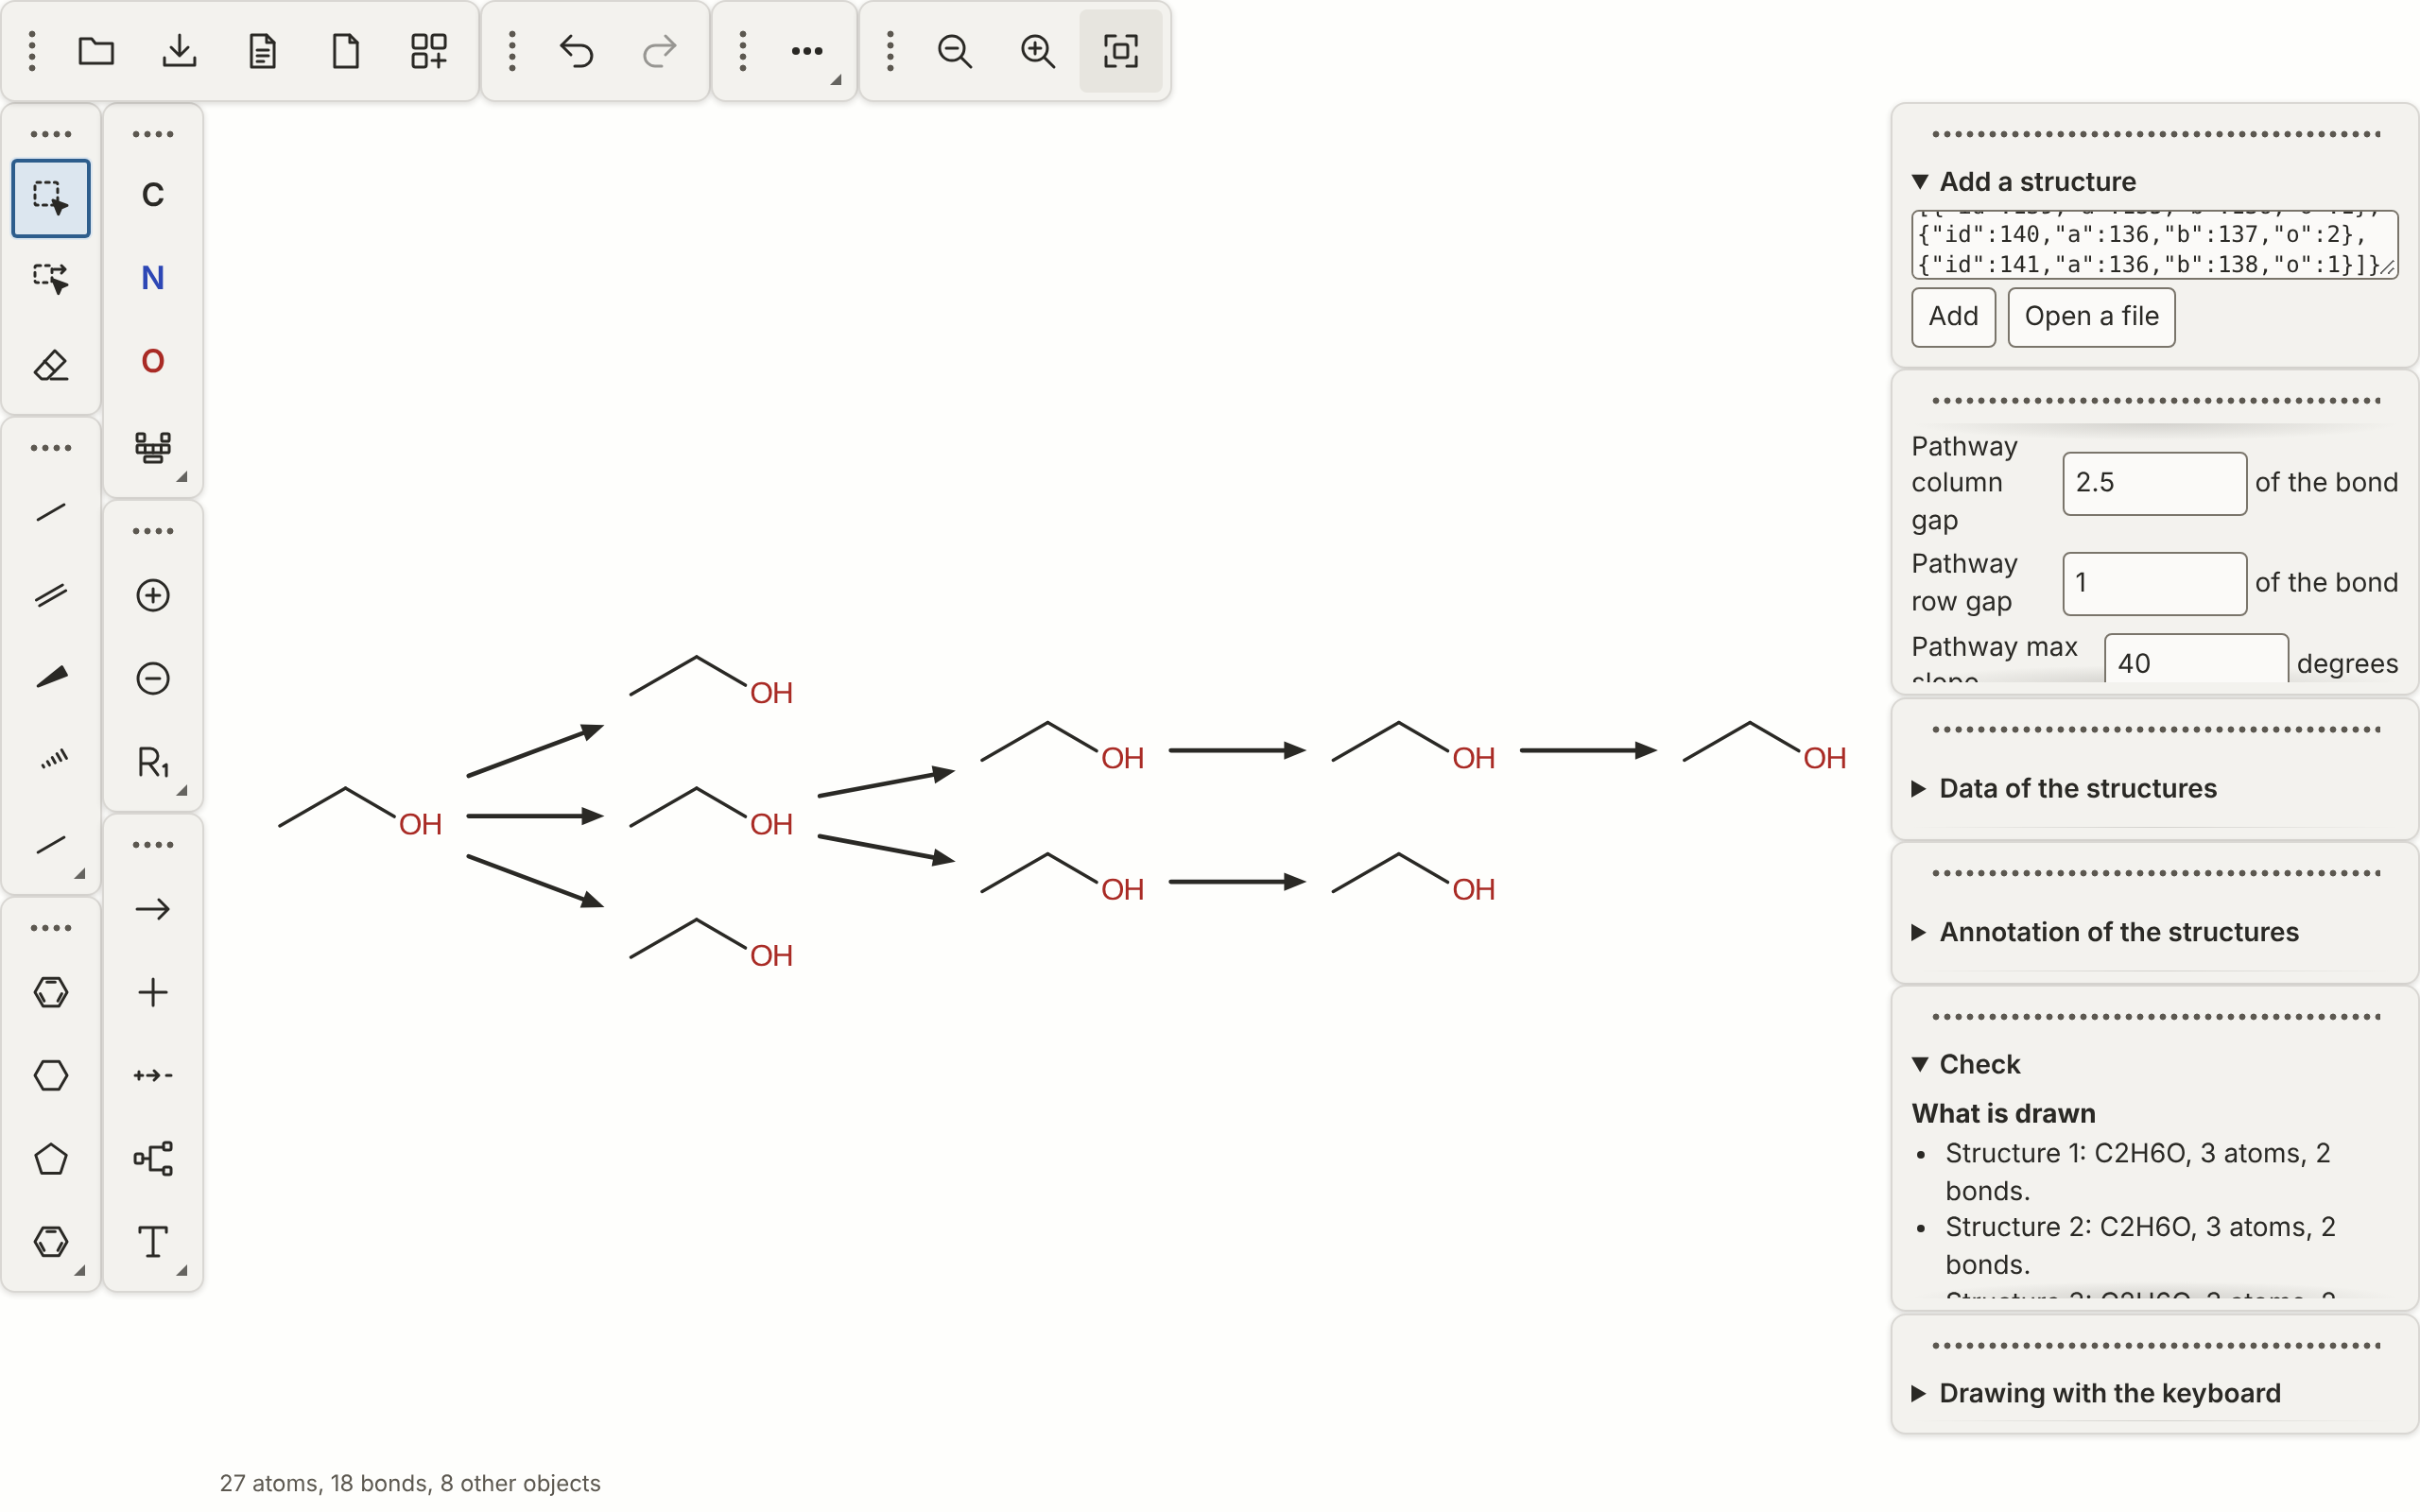 C
N
O
R1
T
Add a structure
{"id":140,"a":136,"b":137,"o":2},
{"id":141,"a":136,"b":138,"o":1}]}
Add
Open a file
Pathway column gap
2.5
of the bond
Pathway row gap
1
of the bond
Pathway max slope
40
degrees
Data of the structures
Annotation of the structures
Check
What is drawn
Structure 1: C2H6O, 3 atoms, 2
bonds.
Structure 2: C2H6O, 3 atoms, 2
bonds.
Drawing with the keyboard
OH
OH
OH
OH
OH
OH
OH
OH
OH
27 atoms, 18 bonds, 8 other objects